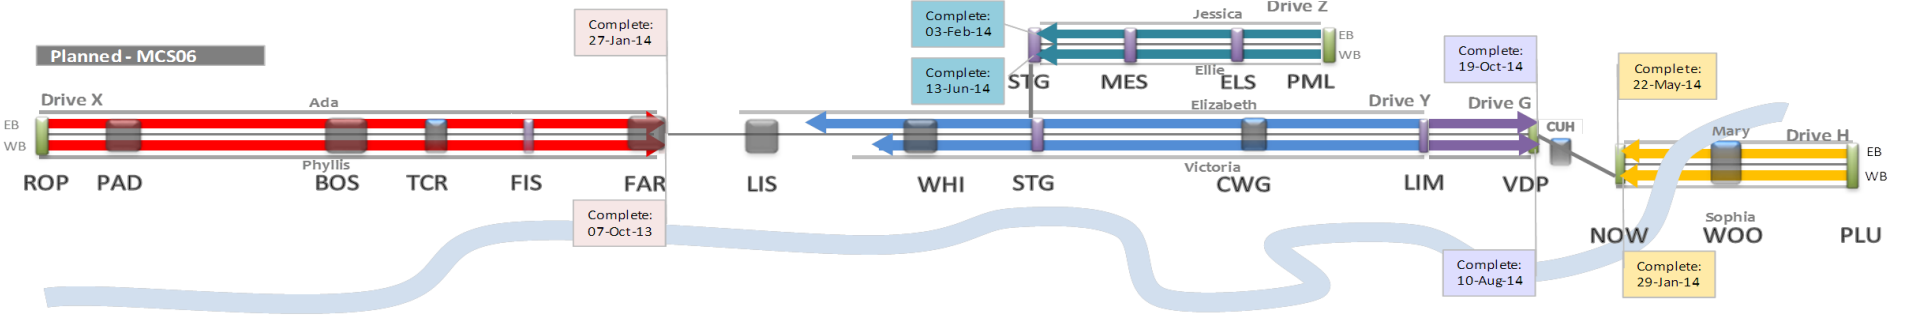 Planned - MCS06
Complete:
27-Jan-14
Complete:
03-Feb-14
Complete:
13-Jun-14
Jessica
Drive Z
EB
WB
Ellie
STG MES ELS PML
Complete:
19-Oct-14
Complete:
22-May-14
Drive X
Ada
EB
WB
Phyllis
Elizabeth
Drive Y
Drive G
Victoria
CUH
Mary
Drive H
EB
WB
ROP PAD BOS TCR FIS FAR LIS WHI STG CWG LIM VDP
Sophia
NOW WOO PLU
Complete:
07-Oct-13
Complete:
10-Aug-14
Complete:
29-Jan-14